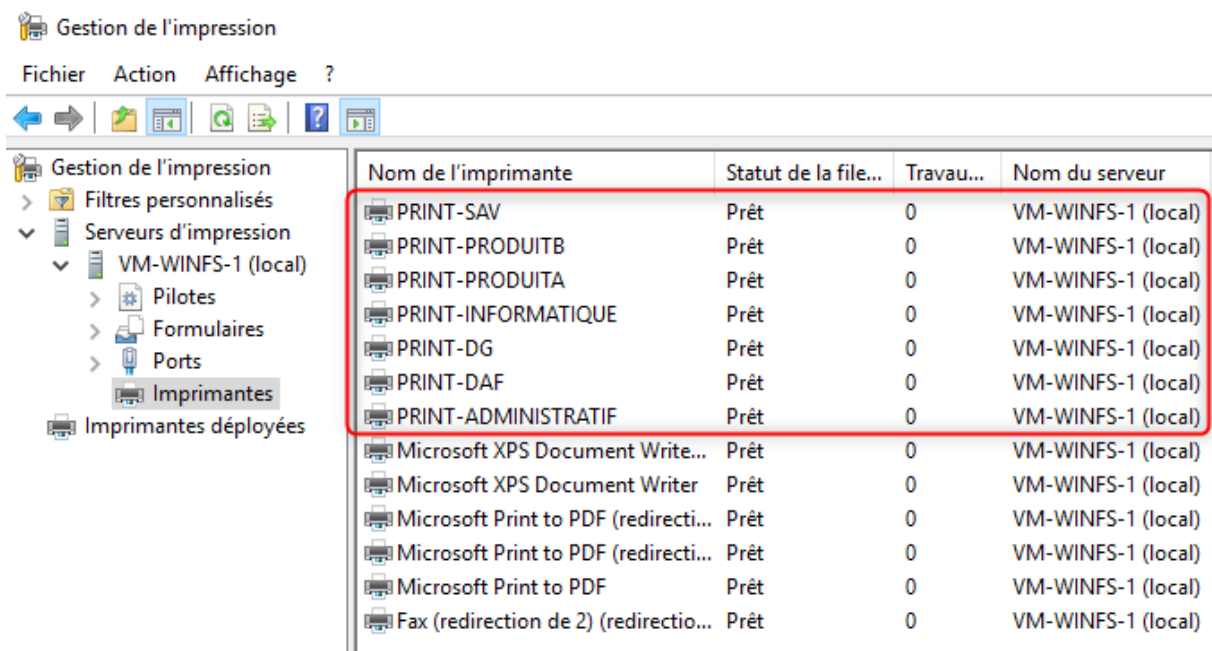 Gestion de l'impression
Fichier Action Affichage ?
Gestion de l'impression
Filtres personnalisés
Serveurs d'impression
VM-WINFS-1 (local)
Pilotes
Formulaires
Ports
Imprimantes
Imprimantes déployées
Nom de l'imprimante Statut de la file... Travau... Nom du serveur
PRINT-SAV Prêt 0 VM-WINFS-1 (local)
PRINT-PRODUITB Prêt 0 VM-WINFS-1 (local)
PRINT-PRODUITA Prêt 0 VM-WINFS-1 (local)
PRINT-INFORMATIQUE Prêt 0 VM-WINFS-1 (local)
PRINT-DG Prêt 0 VM-WINFS-1 (local)
PRINT-DAF Prêt 0 VM-WINFS-1 (local)
PRINT-ADMINISTRATIF Prêt 0 VM-WINFS-1 (local)
Microsoft XPS Document Write... Prêt 0 VM-WINFS-1 (local)
Microsoft XPS Document Writer Prêt 0 VM-WINFS-1 (local)
Microsoft Print to PDF (redirecti... Prêt 0 VM-WINFS-1 (local)
Microsoft Print to PDF (redirecti... Prêt 0 VM-WINFS-1 (local)
Microsoft Print to PDF Prêt 0 VM-WINFS-1 (local)
Fax (redirection de 2) (redirectio... Prêt 0 VM-WINFS-1 (local)